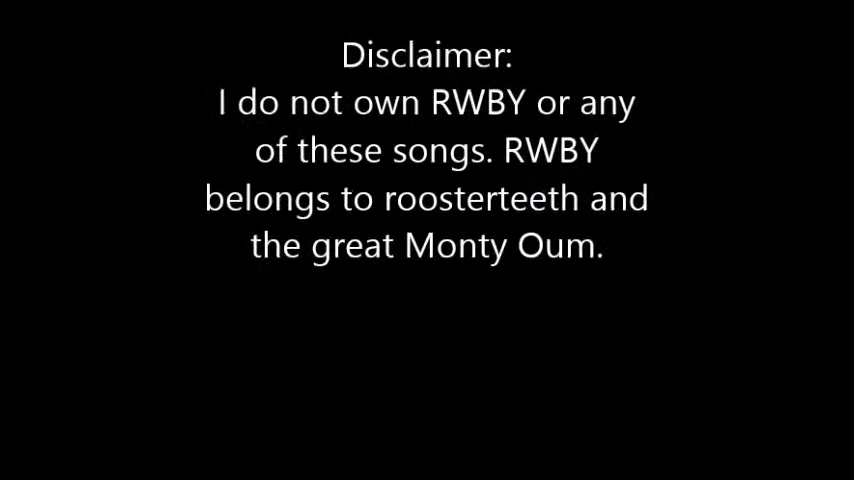 Disclaimer:
I do not own RWBY or any
of these songs. RWBY
belongs to roosterteeth and
the great Monty Oum.